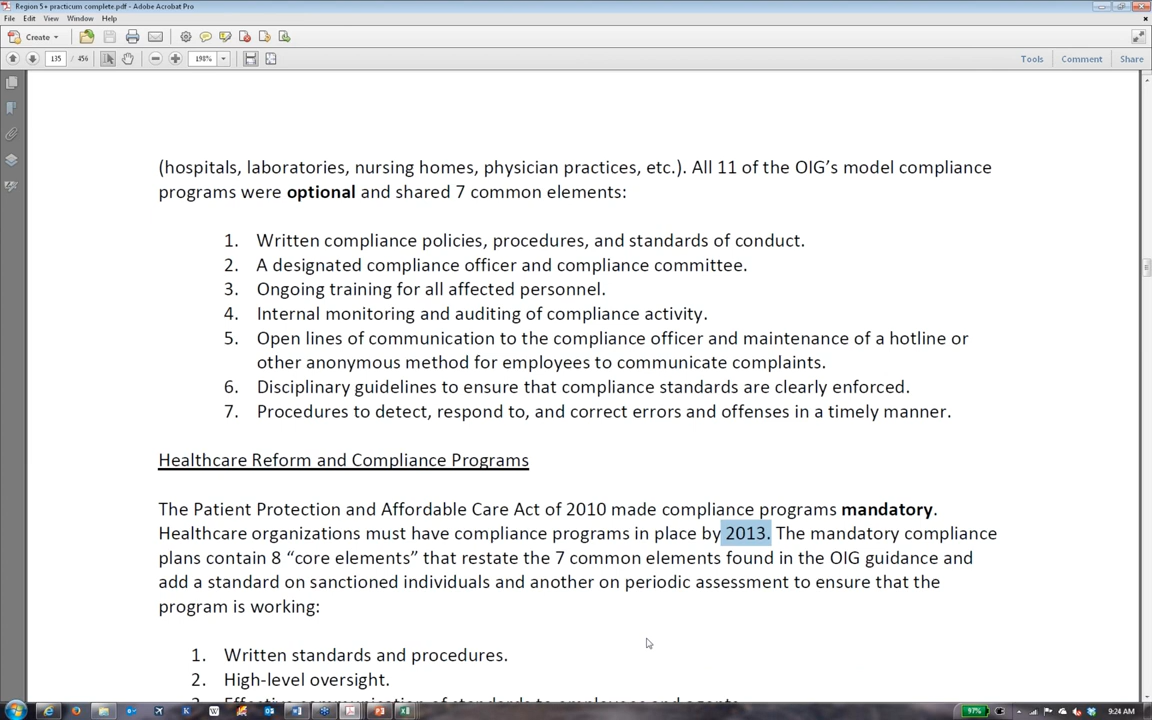 Region 5+ practicum complete.pdf - Adobe Acrobat Pro
File Edit View Window Help
Create
135 / 456 198% Tools Comment Share
(hospitals, laboratories, nursing homes, physician practices, etc.). All 11 of the OIG's model compliance
programs were optional and shared 7 common elements:
1. Written compliance policies, procedures, and standards of conduct.
2. A designated compliance officer and compliance committee.
3. Ongoing training for all affected personnel.
4. Internal monitoring and auditing of compliance activity.
5. Open lines of communication to the compliance officer and maintenance of a hotline or
other anonymous method for employees to communicate complaints.
6. Disciplinary guidelines to ensure that compliance standards are clearly enforced.
7. Procedures to detect, respond to, and correct errors and offenses in a timely manner.
Healthcare Reform and Compliance Programs
The Patient Protection and Affordable Care Act of 2010 made compliance programs mandatory.
Healthcare organizations must have compliance programs in place by 2013. The mandatory compliance
plans contain 8 “core elements” that restate the 7 common elements found in the OIG guidance and
add a standard on sanctioned individuals and another on periodic assessment to ensure that the
program is working:
1. Written standards and procedures.
2. High-level oversight.
97% 9:24 AM